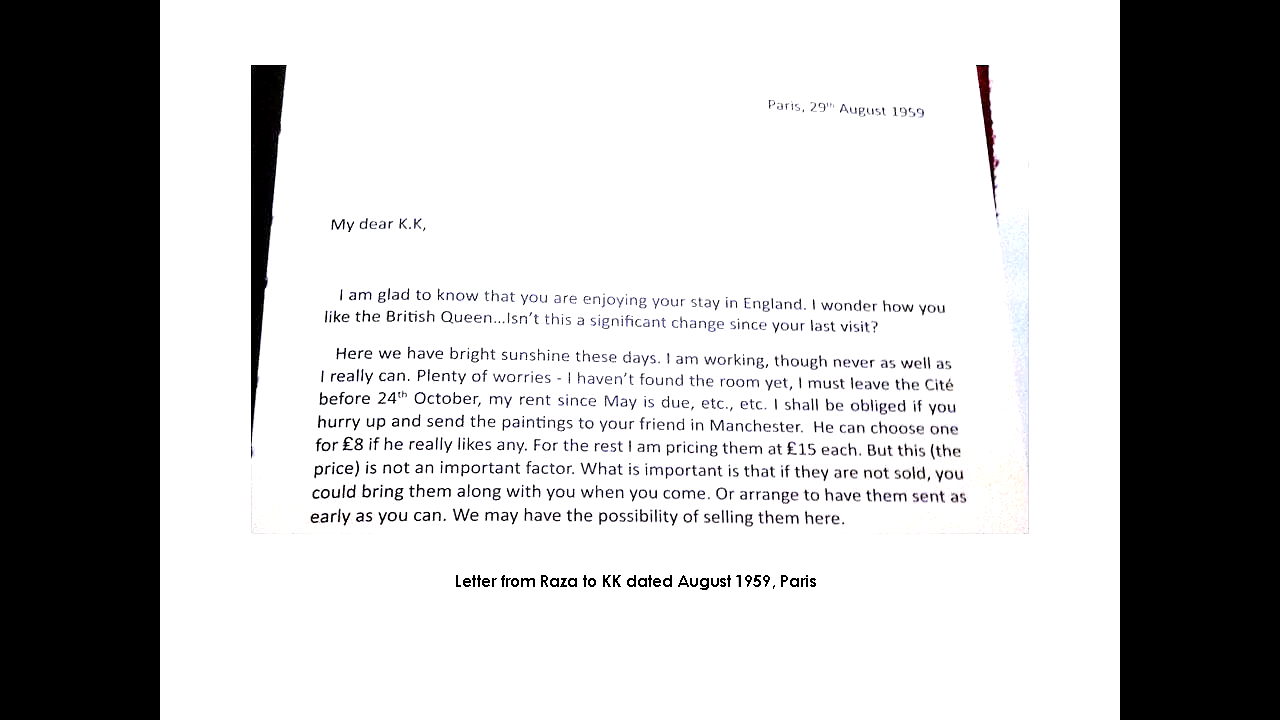 Paris, 29th August 1959
My dear K.K,
I am glad to know that you are enjoying your stay in England. I wonder how you
like the British Queen...Isn't this a significant change since your last visit?
Here we have bright sunshine these days. I am working, though never as well as
I really can. Plenty of worries - I haven't found the room yet, I must leave the Cité
before 24th October, my rent since May is due, etc., etc. I shall be obliged if you
hurry up and send the paintings to your friend in Manchester. He can choose one
for £8 if he really likes any. For the rest I am pricing them at £15 each. But this (the
price) is not an important factor. What is important is that if they are not sold, you
could bring them along with you when you come. Or arrange to have them sent as
early as you can. We may have the possibility of selling them here.
Letter from Raza to KK dated August 1959, Paris